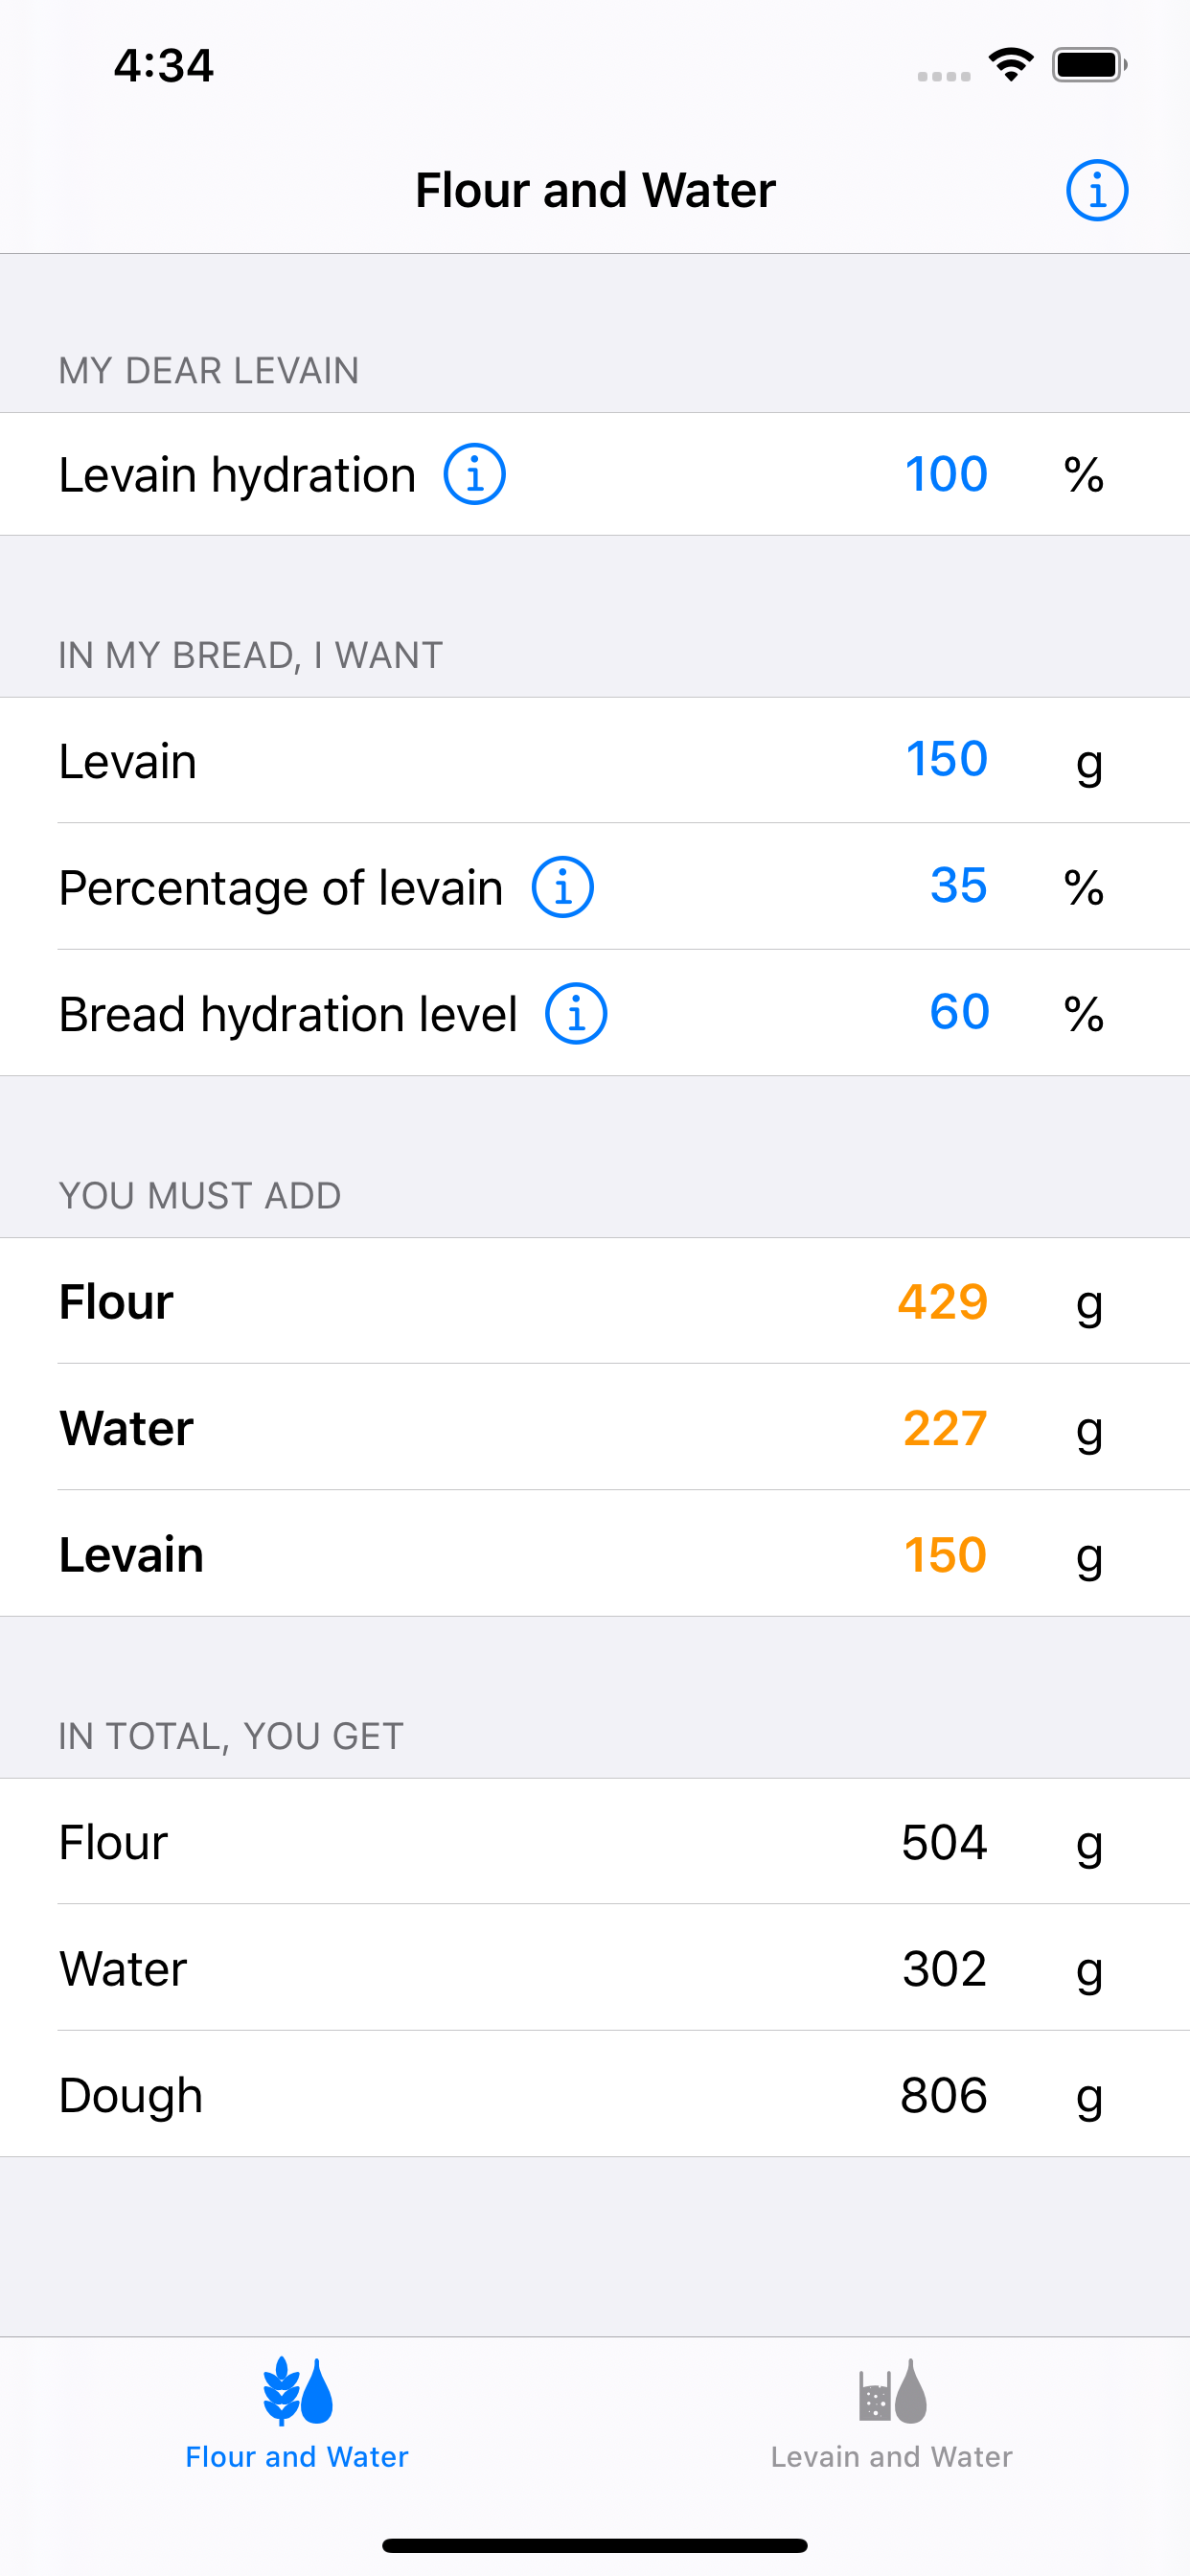 4:34
Flour and Water
MY DEAR LEVAIN
Levain hydration 100 %
IN MY BREAD, I WANT
Levain 150 g
Percentage of levain 35 %
Bread hydration level 60 %
YOU MUST ADD
Flour 429 g
Water 227 g
Levain 150 g
IN TOTAL, YOU GET
Flour 504 g
Water 302 g
Dough 806 g
Flour and Water Levain and Water